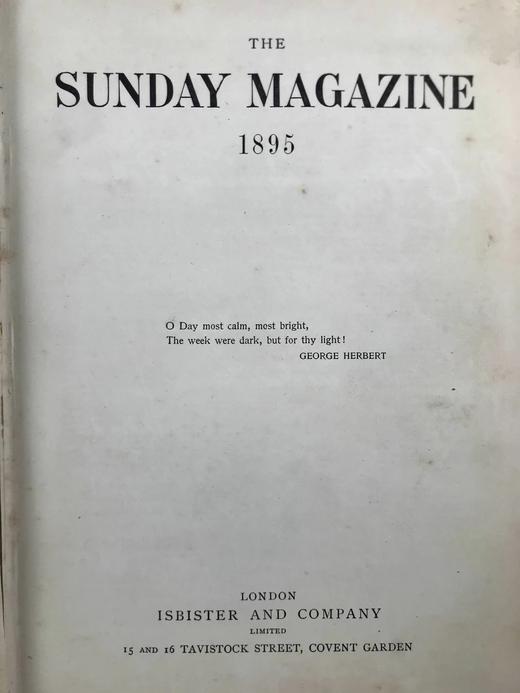 THE
SUNDAY MAGAZINE
1895
O Day most calm, most bright,
The week were dark, but for thy light!
GEORGE HERBERT
LONDON
ISBISTER AND COMPANY
LIMITED
15 AND 16 TAVISTOCK STREET, COVENT GARDEN